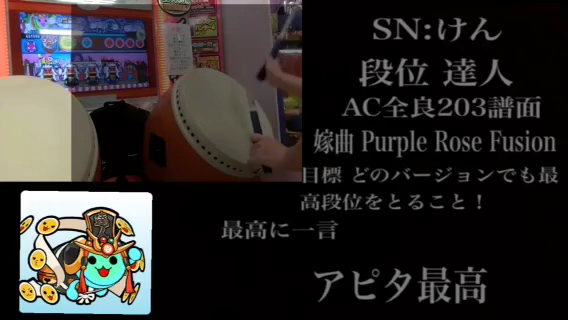 SN:けん
段位 達人
AC全良203譜面
嫁曲 Purple Rose Fusion
目標 どのバージョンでも最
高段位をとること！
最高に一言
アピタ最高